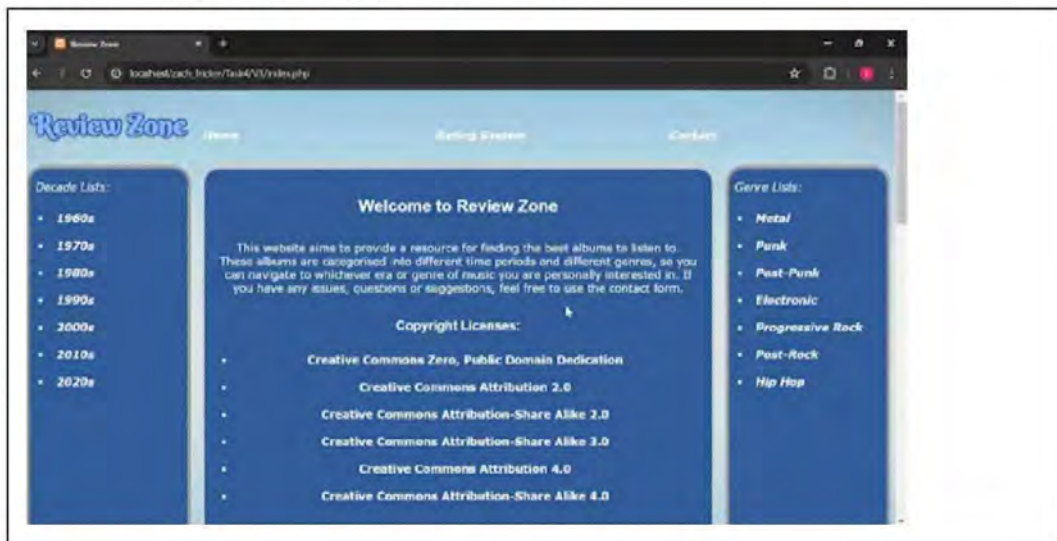 Review Zone
localhost/zach_fricker/Task4/V3/index.php
Review Zone
Home
Rating System
Contact
Decade Lists:
1960s
1970s
1980s
1990s
2000s
2010s
2020s
Welcome to Review Zone
This website aims to provide a resource for finding the best albums to listen to.
These albums are categorised into different time periods and different genres, so you
can navigate to whichever era or genre of music you are personally interested in. If
you have any issues, questions or suggestions, feel free to use the contact form.
Copyright Licenses:
Creative Commons Zero, Public Domain Dedication
Creative Commons Attribution 2.0
Creative Commons Attribution-Share Alike 2.0
Creative Commons Attribution-Share Alike 3.0
Creative Commons Attribution 4.0
Creative Commons Attribution-Share Alike 4.0
Genre Lists:
Metal
Punk
Post-Punk
Electronic
Progressive Rock
Post-Rock
Hip Hop